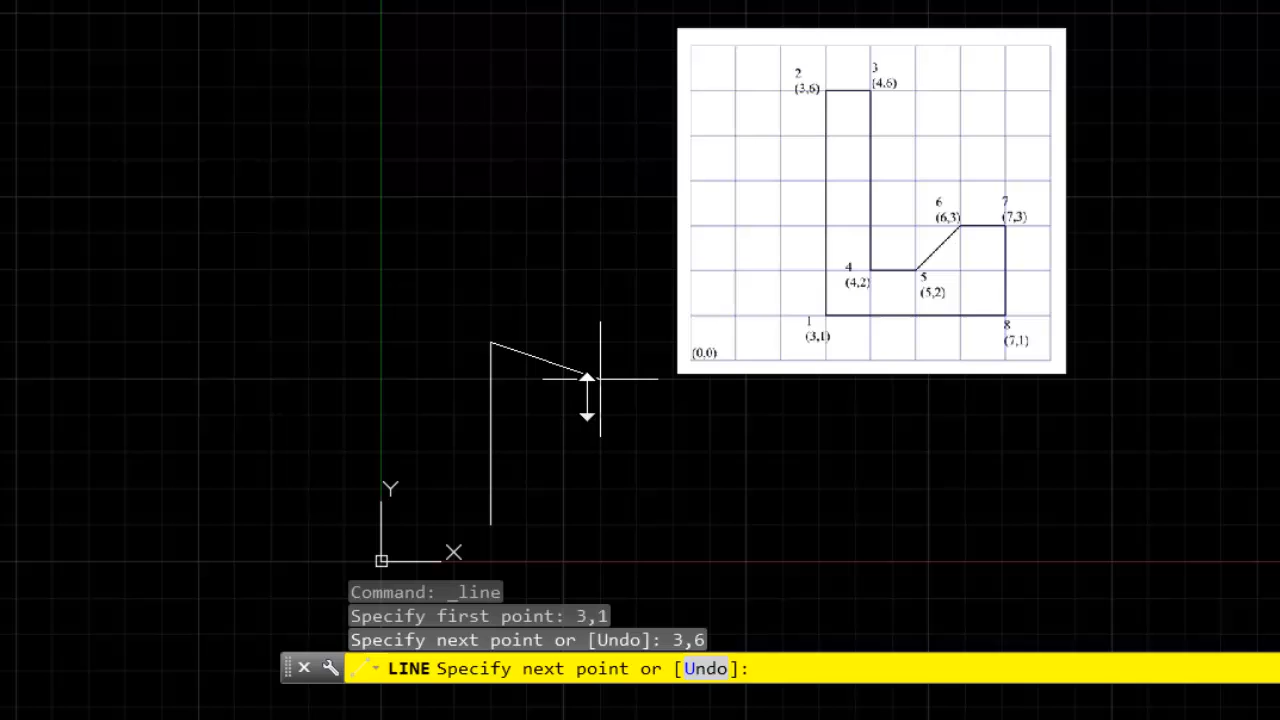 2
(3,6)
3
(4,6)
6
(6,3)
7
(7,3)
4
(4,2)
5
(5,2)
1
(3,1)
8
(7,1)
(0,0)
Y
X
Command: _line
Specify first point: 3,1
Specify next point or [Undo]: 3,6
LINE Specify next point or [Undo]: